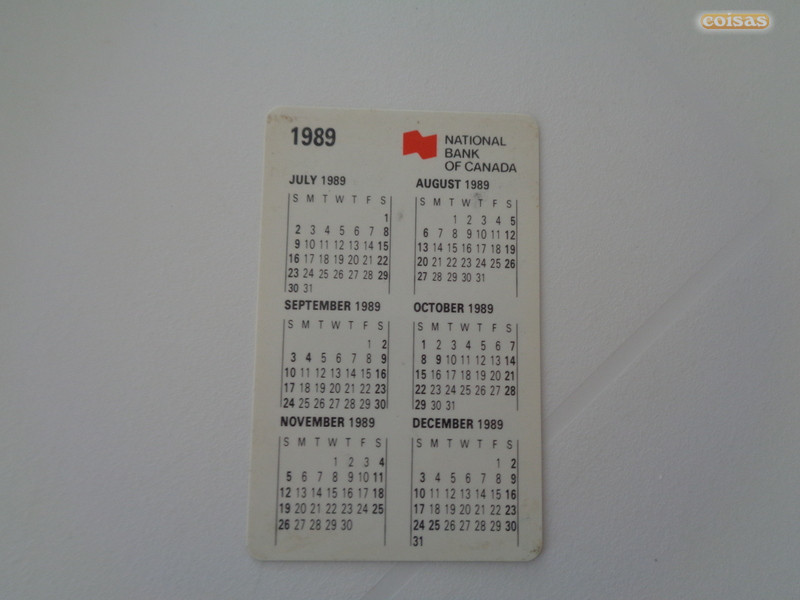 coisas
1989
NATIONAL
BANK
OF CANADA
JULY 1989
S M T W T F S
1
2 3 4 5 6 7 8
9 10 11 12 13 14 15
16 17 18 19 20 21 22
23 24 25 26 27 28 29
30 31
AUGUST 1989
S M T W T F S
1 2 3 4 5
6 7 8 9 10 11 12
13 14 15 16 17 18 19
20 21 22 23 24 25 26
27 28 29 30 31
SEPTEMBER 1989
S M T W T F S
1 2
3 4 5 6 7 8 9
10 11 12 13 14 15 16
17 18 19 20 21 22 23
24 25 26 27 28 29 30
OCTOBER 1989
S M T W T F S
1 2 3 4 5 6 7
8 9 10 11 12 13 14
15 16 17 18 19 20 21
22 23 24 25 26 27 28
29 30 31
NOVEMBER 1989
S M T W T F S
1 2 3 4
5 6 7 8 9 10 11
12 13 14 15 16 17 18
19 20 21 22 23 24 25
26 27 28 29 30
DECEMBER 1989
S M T W T F S
1 2
3 4 5 6 7 8 9
10 11 12 13 14 15 16
17 18 19 20 21 22 23
24 25 26 27 28 29 30
31